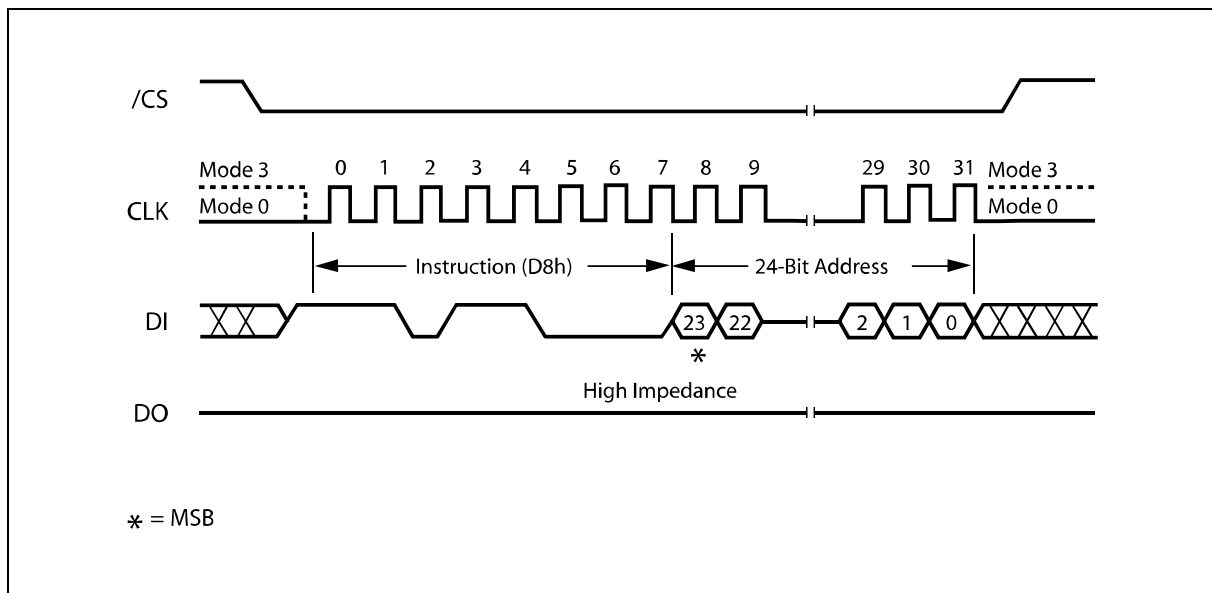 /CS
0 1 2 3 4 5 6 7 8 9 29 30 31
Mode 3 Mode 3
CLK
Mode 0 Mode 0
Instruction (D8h) 24-Bit Address
DI 23 22 2 1 0
*
High Impedance
DO
* = MSB